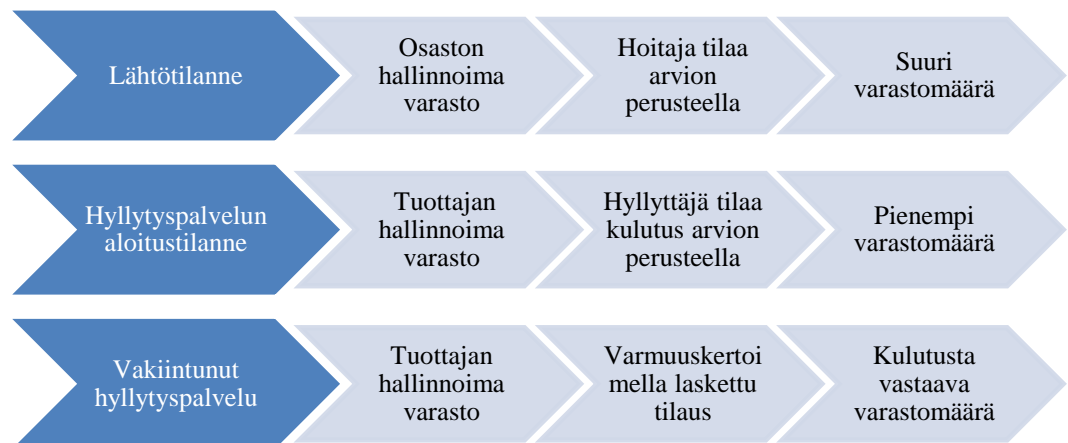 Lähtötilanne
Osaston
hallinnoima
varasto
Hoitaja tilaa
arvion
perusteella
Suuri
varastomäärä
Hyllytyspalvelun
aloitustilanne
Tuottajan
hallinnoima
varasto
Hyllyttäjä tilaa
kulutus arvion
perusteella
Pienempi
varastomäärä
Vakiintunut
hyllytyspalvelu
Tuottajan
hallinnoima
varasto
Varmuuskertoi
mella laskettu
tilaus
Kulutusta
vastaava
varastomäärä